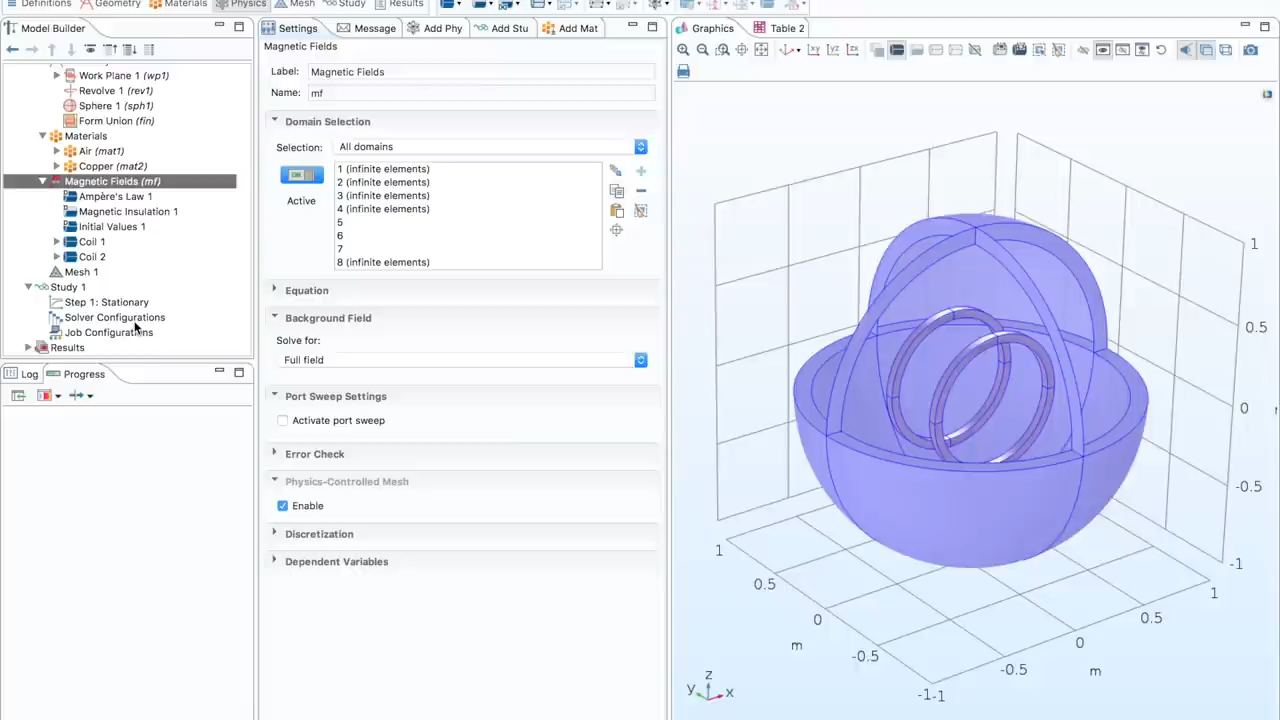 Definitions
Geometry
Materials
Physics
Mesh
Study
Results
Model Builder
Work Plane 1 (wp1)
Revolve 1 (rev1)
Sphere 1 (sph1)
Form Union (fin)
Materials
Air (mat1)
Copper (mat2)
Magnetic Fields (mf)
Ampère's Law 1
Magnetic Insulation 1
Initial Values 1
Coil 1
Coil 2
Mesh 1
Study 1
Step 1: Stationary
Solver Configurations
Job Configurations
Results
Log
Progress
Settings
Message
Add Phy
Add Stu
Add Mat
Magnetic Fields
Label: Magnetic Fields
Name: mf
Domain Selection
Selection: All domains
Active
1 (infinite elements)
2 (infinite elements)
3 (infinite elements)
4 (infinite elements)
5
6
7
8 (infinite elements)
Equation
Background Field
Solve for:
Full field
Port Sweep Settings
Activate port sweep
Error Check
Physics-Controlled Mesh
Enable
Discretization
Dependent Variables
Graphics
Table 2
xy
yz
xz
1
0.5
0
-0.5
-1
1
0.5
0
-0.5
-1
m
1
0.5
0
-0.5
-1
m
z
y
x